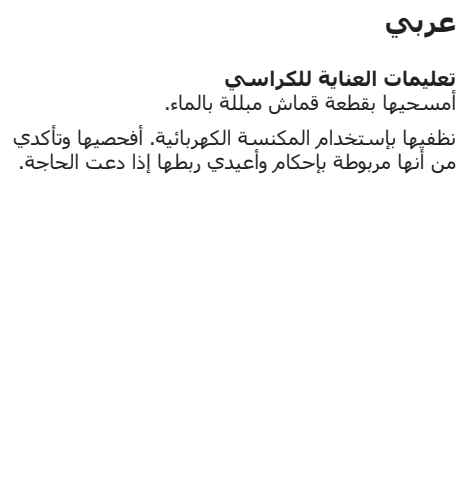 عربي
تعليمات العناية للكراسي
أمسحيها بقطعة قماش مبللة بالماء.
نظفيها بإستخدام المكنسة الكهربائية. أفحصيها وتأكدي
من أنها مربوطة بإحكام وأعيدي ربطها إذا دعت الحاجة.